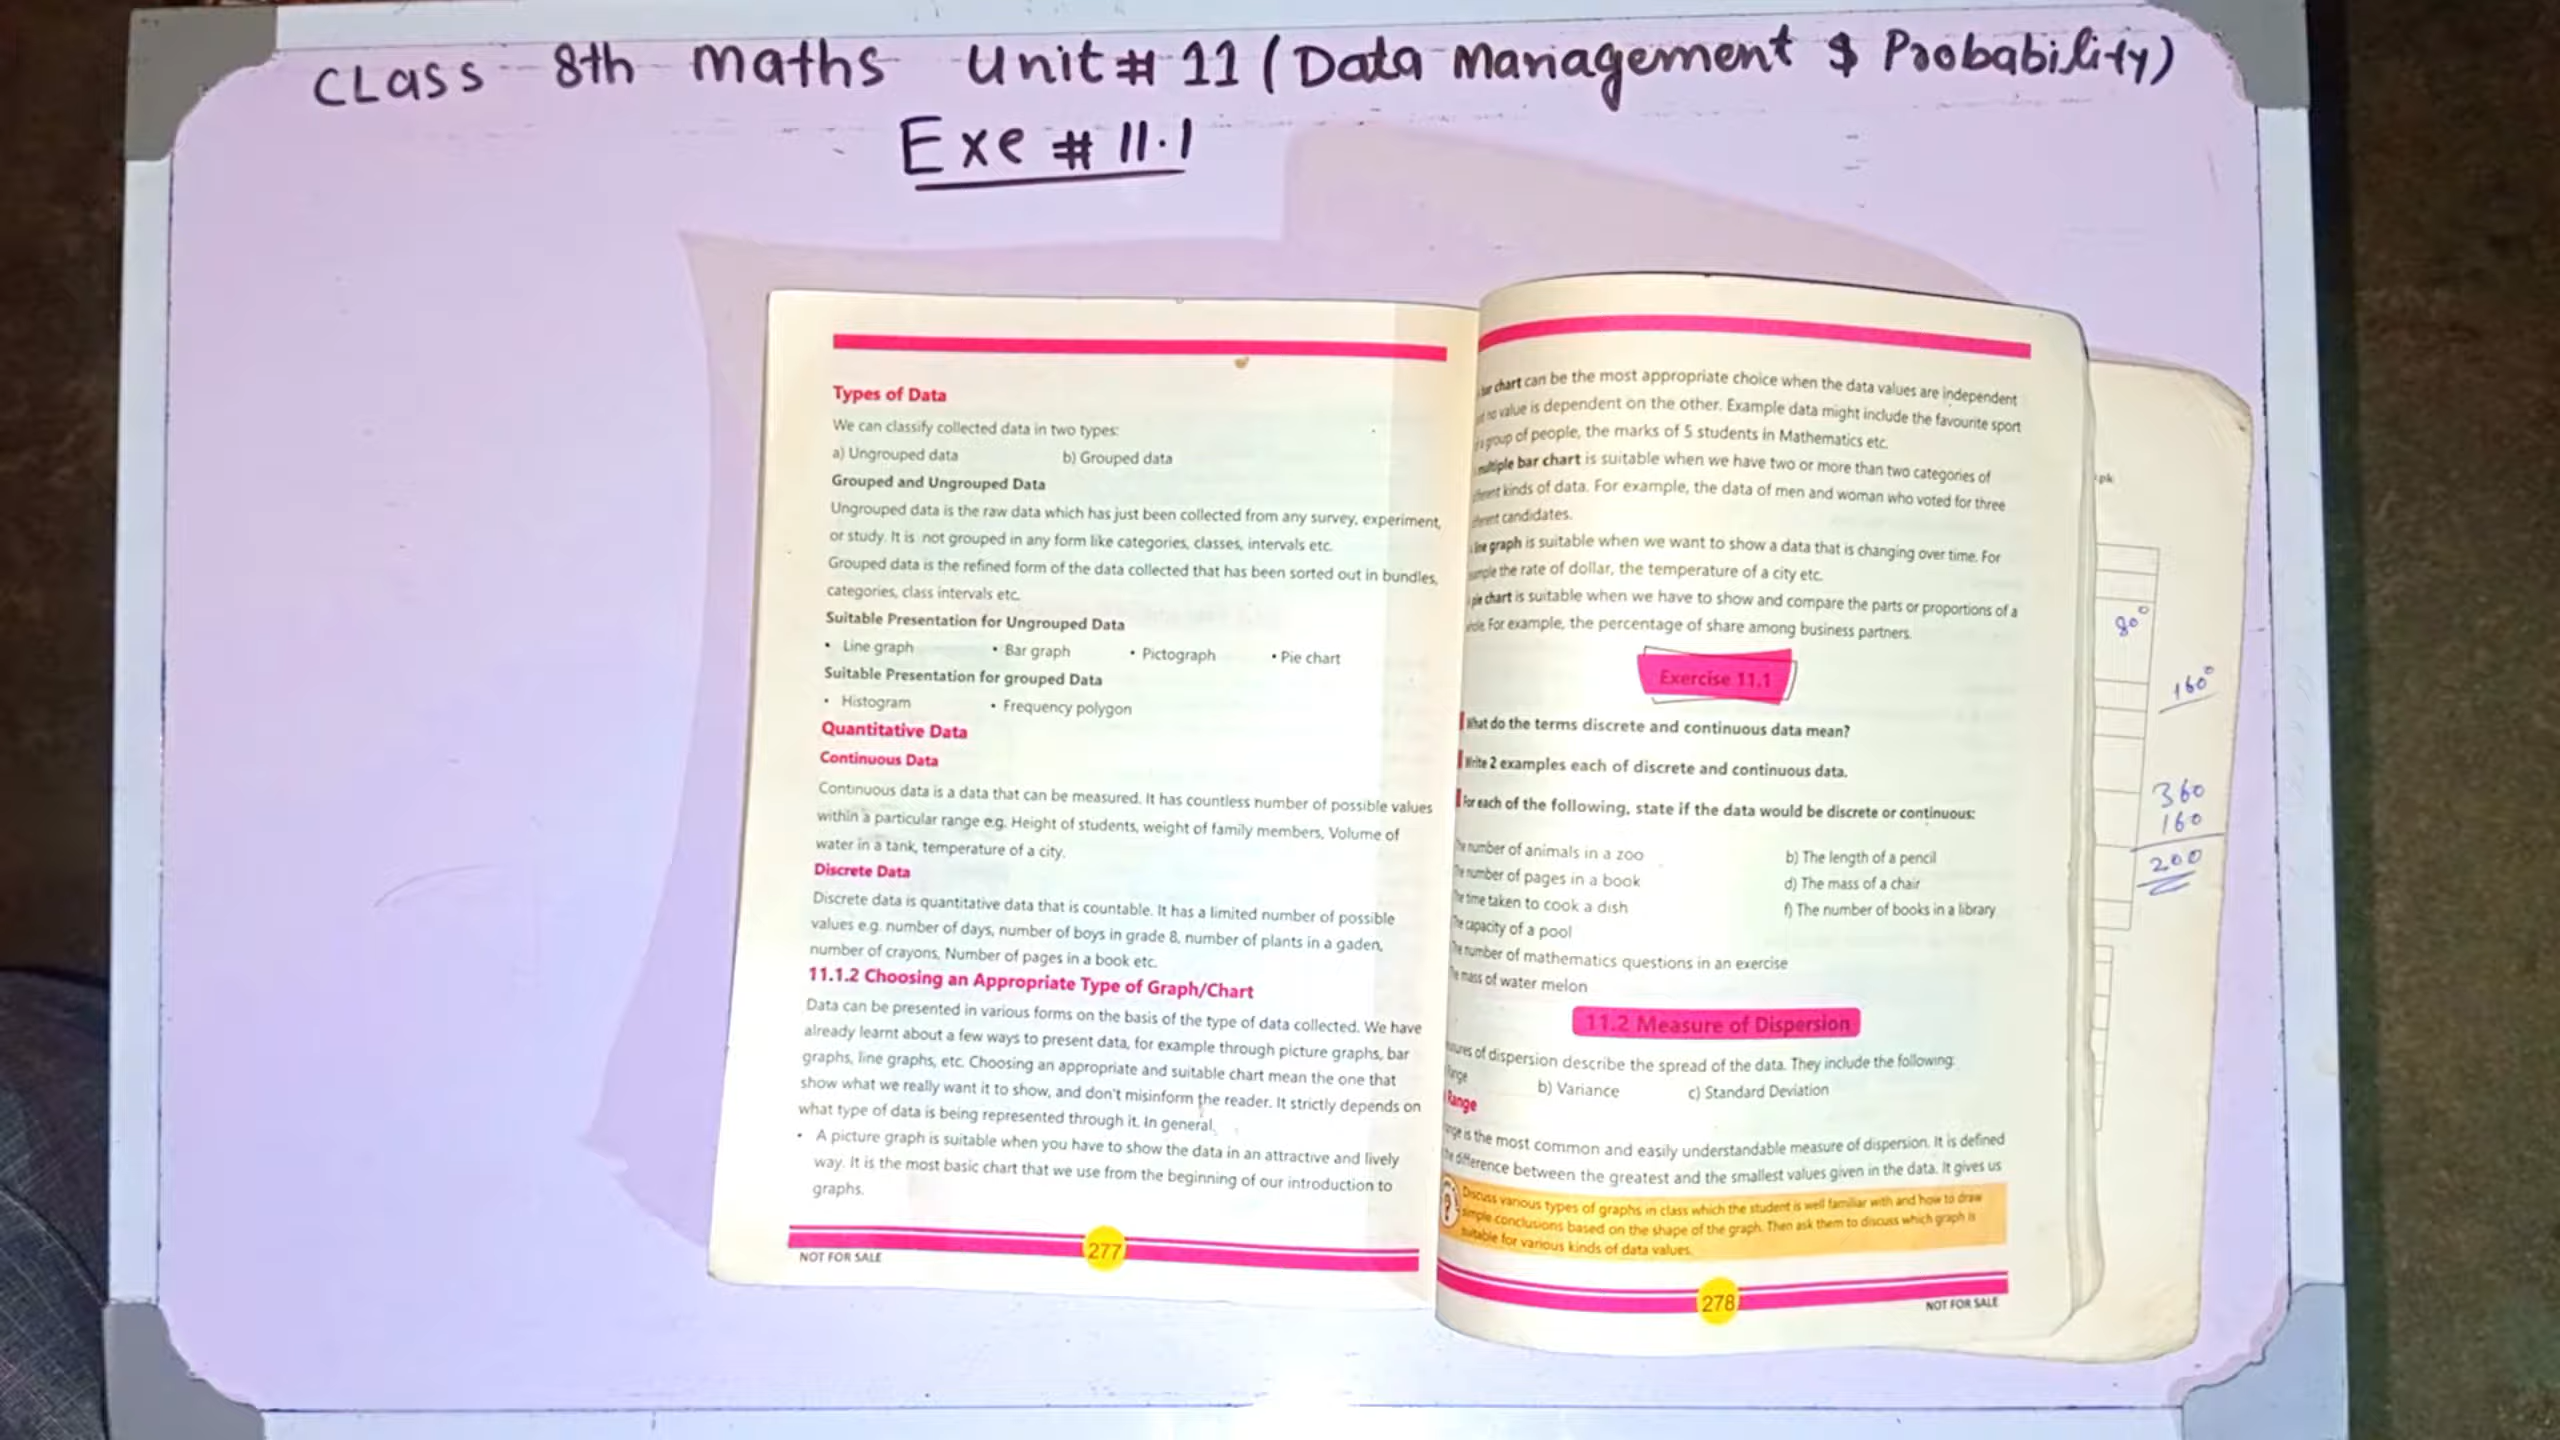 CLass 8th maths Unit # 11 (Data Management $ Probability)
Exe # 11.1
Types of Data
We can classify collected data in two types:
a) Ungrouped data b) Grouped data
Grouped and Ungrouped Data
Ungrouped data is the raw data which has just been collected from any survey, experiment,
or study. It is not grouped in any form like categories, classes, intervals etc.
Grouped data is the refined form of the data collected that has been sorted out in bundles,
categories, class intervals etc.
Suitable Presentation for Ungrouped Data
• Line graph • Bar graph • Pictograph • Pie chart
Suitable Presentation for grouped Data
• Histogram • Frequency polygon
Quantitative Data
Continuous Data
Continuous data is a data that can be measured. It has countless number of possible values
within a particular range e.g. Height of students, weight of family members, Volume of
water in a tank, temperature of a city.
Discrete Data
Discrete data is quantitative data that is countable. It has a limited number of possible
values e.g. number of days, number of boys in grade 8, number of plants in a gaden,
number of crayons, Number of pages in a book etc.
11.1.2 Choosing an Appropriate Type of Graph/Chart
Data can be presented in various forms on the basis of the type of data collected. We have
already learnt about a few ways to present data, for example through picture graphs, bar
graphs, line graphs, etc. Choosing an appropriate and suitable chart mean the one that
show what we really want it to show, and don't misinform the reader. It strictly depends on
what type of data is being represented through it. In general,
• A picture graph is suitable when you have to show the data in an attractive and lively
way. It is the most basic chart that we use from the beginning of our introduction to
graphs.
NOT FOR SALE
277
chart can be the most appropriate choice when the data values are independent
no value is dependent on the other. Example data might include the favourite sport
group of people, the marks of 5 students in Mathematics etc.
multiple bar chart is suitable when we have two or more than two categories of
kinds of data. For example, the data of men and woman who voted for three
candidates.
line graph is suitable when we want to show a data that is changing over time. For
the rate of dollar, the temperature of a city etc.
pie chart is suitable when we have to show and compare the parts or proportions of a
For example, the percentage of share among business partners.
Exercise 11.1
What do the terms discrete and continuous data mean?
Write 2 examples each of discrete and continuous data.
For each of the following, state if the data would be discrete or continuous:
The number of animals in a zoo b) The length of a pencil
The number of pages in a book d) The mass of a chair
The time taken to cook a dish f) The number of books in a library
The capacity of a pool
The number of mathematics questions in an exercise
The mass of water melon
11.2 Measure of Dispersion
of dispersion describe the spread of the data. They include the following:
b) Variance c) Standard Deviation
Range
is the most common and easily understandable measure of dispersion. It is defined
the difference between the greatest and the smallest values given in the data. It gives us
Discuss various types of graphs in class which the student is well familiar with and how to draw
simple conclusions based on the shape of the graph. Then ask them to discuss which graph is
suitable for various kinds of data values.
278
NOT FOR SALE
.pk
80°
160°
360
160
200